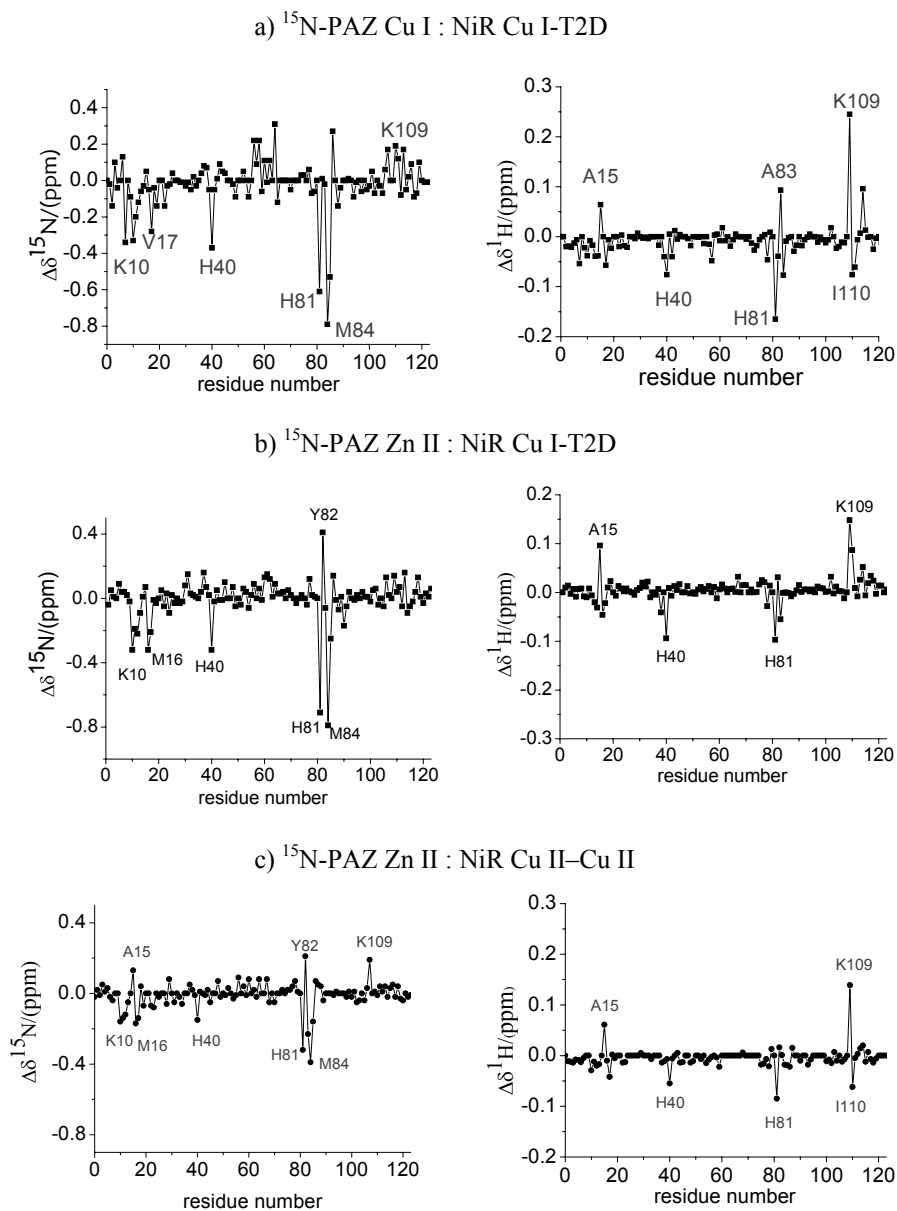 a) ¹⁵N-PAZ Cu I : NiR Cu I-T2D
Δδ¹⁵N/(ppm)
0.4
0.2
0.0
-0.2
-0.4
-0.6
-0.8
K109
V17
K10
H40
H81
M84
0 20 40 60 80 100 120
residue number
Δδ¹H/(ppm)
0.3
0.2
0.1
0.0
-0.1
-0.2
K109
A15
A83
H40
H81
I110
0 20 40 60 80 100 120
residue number
b) ¹⁵N-PAZ Zn II : NiR Cu I-T2D
Δδ¹⁵N/(ppm)
0.4
0.0
-0.4
-0.8
Y82
K10
M16
H40
H81
M84
0 20 40 60 80 100 120
residue number
Δδ¹H/(ppm)
0.2
0.1
0.0
-0.1
-0.2
-0.3
K109
A15
H40
H81
0 20 40 60 80 100 120
residue number
c) ¹⁵N-PAZ Zn II : NiR Cu II–Cu II
Δδ¹⁵N/(ppm)
0.4
0.0
-0.4
-0.8
A15
Y82
K109
K10
M16
H40
H81
M84
0 20 40 60 80 100 120
residue number
Δδ¹H/(ppm)
0.3
0.2
0.1
0.0
-0.1
-0.2
K109
A15
H40
H81
I110
0 20 40 60 80 100 120
residue number